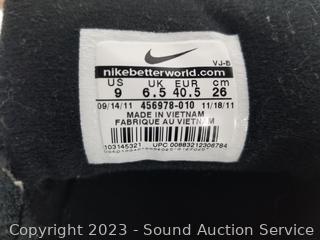 VJ-B
nikebetterworld.com
US UK EUR cm
9 6.5 40.5 26
09/14/11 456978-010 11/18/11
MADE IN VIETNAM
FABRIQUE AU VIETNAM
103145321 UPC 00883212306784
Copyright 2023 - Sound Auction Service